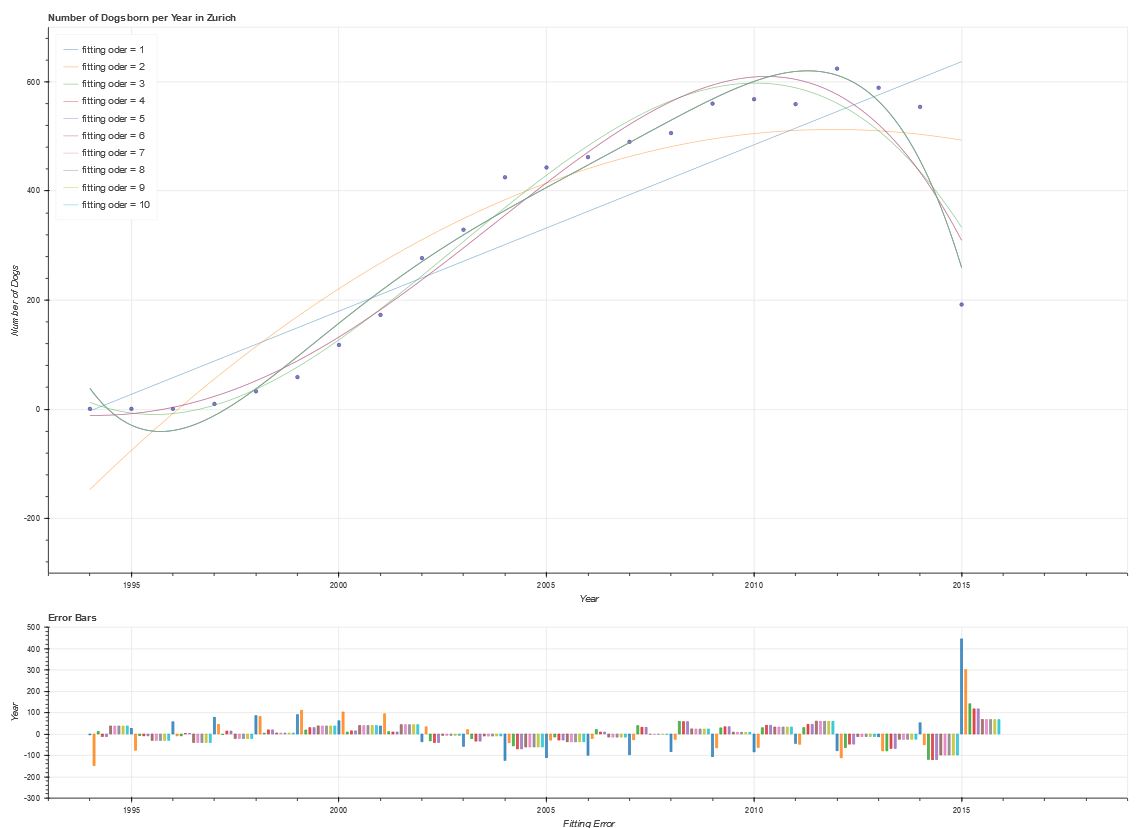 Number of Dogs born per Year in Zurich
fitting oder = 1
fitting oder = 2
fitting oder = 3
fitting oder = 4
fitting oder = 5
fitting oder = 6
fitting oder = 7
fitting oder = 8
fitting oder = 9
fitting oder = 10
600
400
200
0
-200
Number of Dogs
1995
2000
2005
2010
2015
Year
Error Bars
500
400
300
200
100
0
-100
-200
-300
Year
1995
2000
2005
2010
2015
Fitting Error